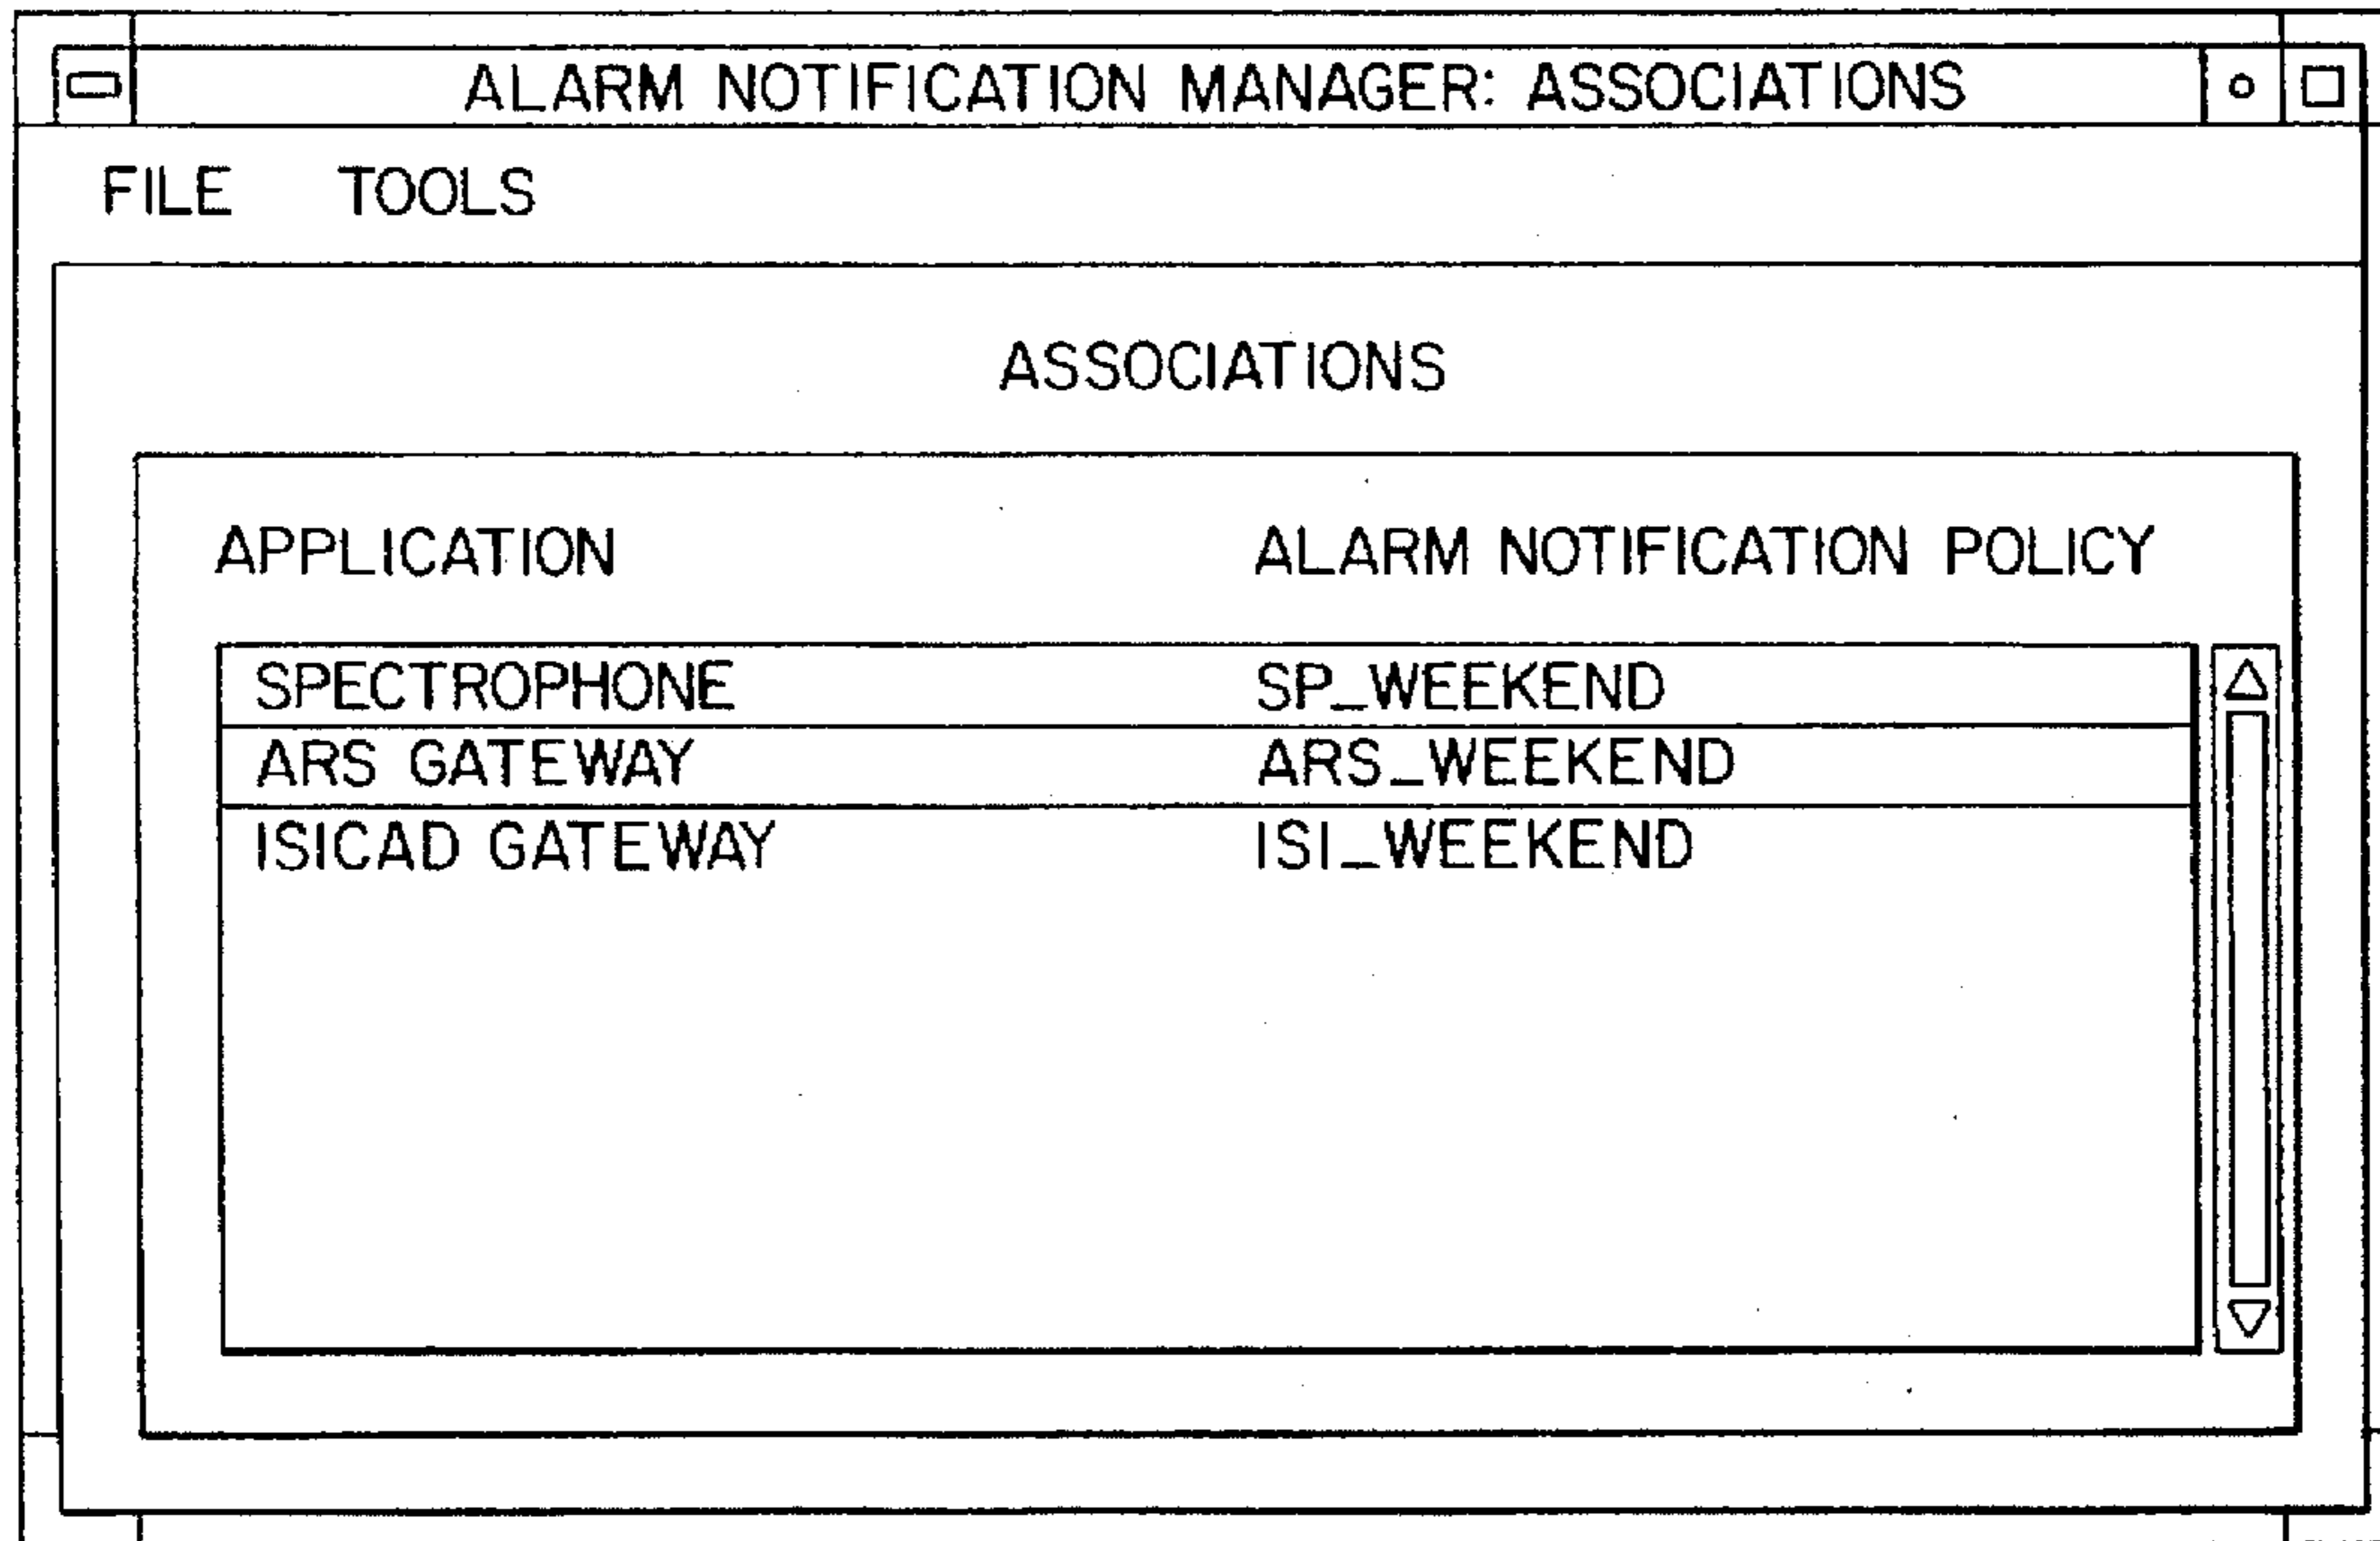 ALARM NOTIFICATION MANAGER: ASSOCIATIONS
FILE TOOLS
ASSOCIATIONS
APPLICATION ALARM NOTIFICATION POLICY
SPECTROPHONE SP_WEEKEND
ARS GATEWAY ARS_WEEKEND
ISICAD GATEWAY ISI_WEEKEND